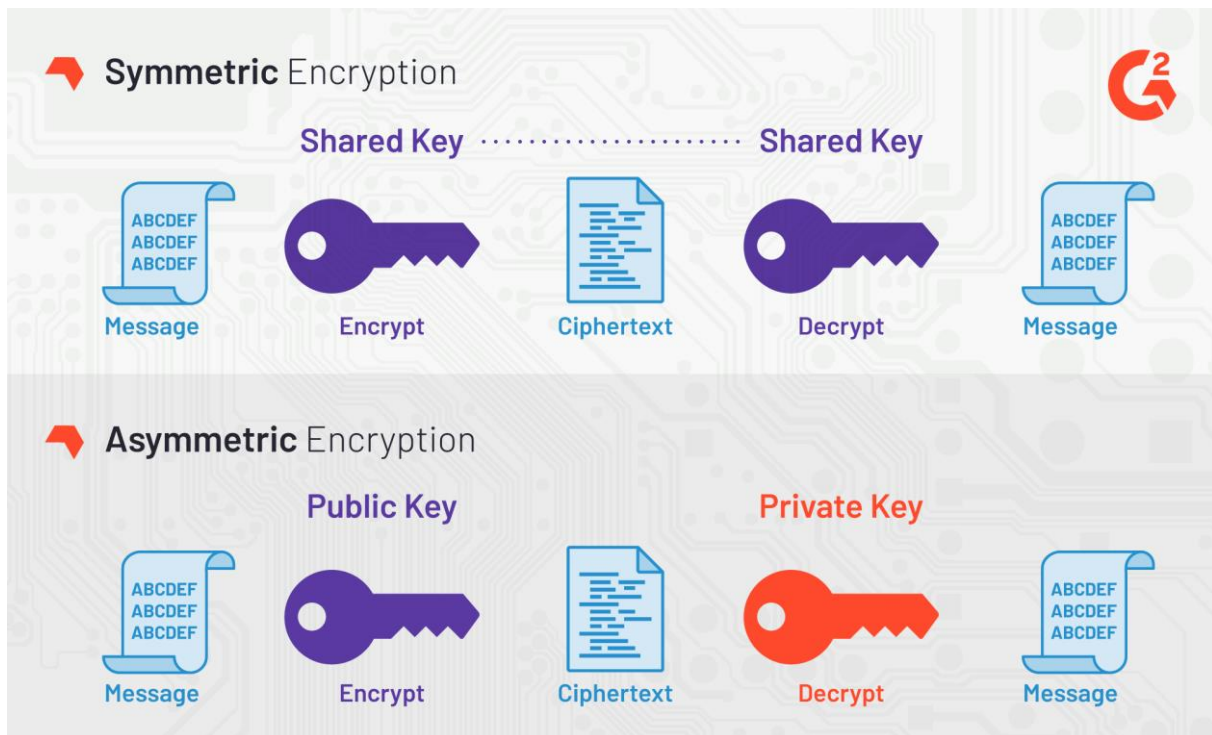 Symmetric Encryption
G2
Shared Key ...................... Shared Key
ABCDEF
ABCDEF
ABCDEF
ABCDEF
ABCDEF
ABCDEF
Message Encrypt Ciphertext Decrypt Message
Asymmetric Encryption
Public Key Private Key
ABCDEF
ABCDEF
ABCDEF
ABCDEF
ABCDEF
ABCDEF
Message Encrypt Ciphertext Decrypt Message